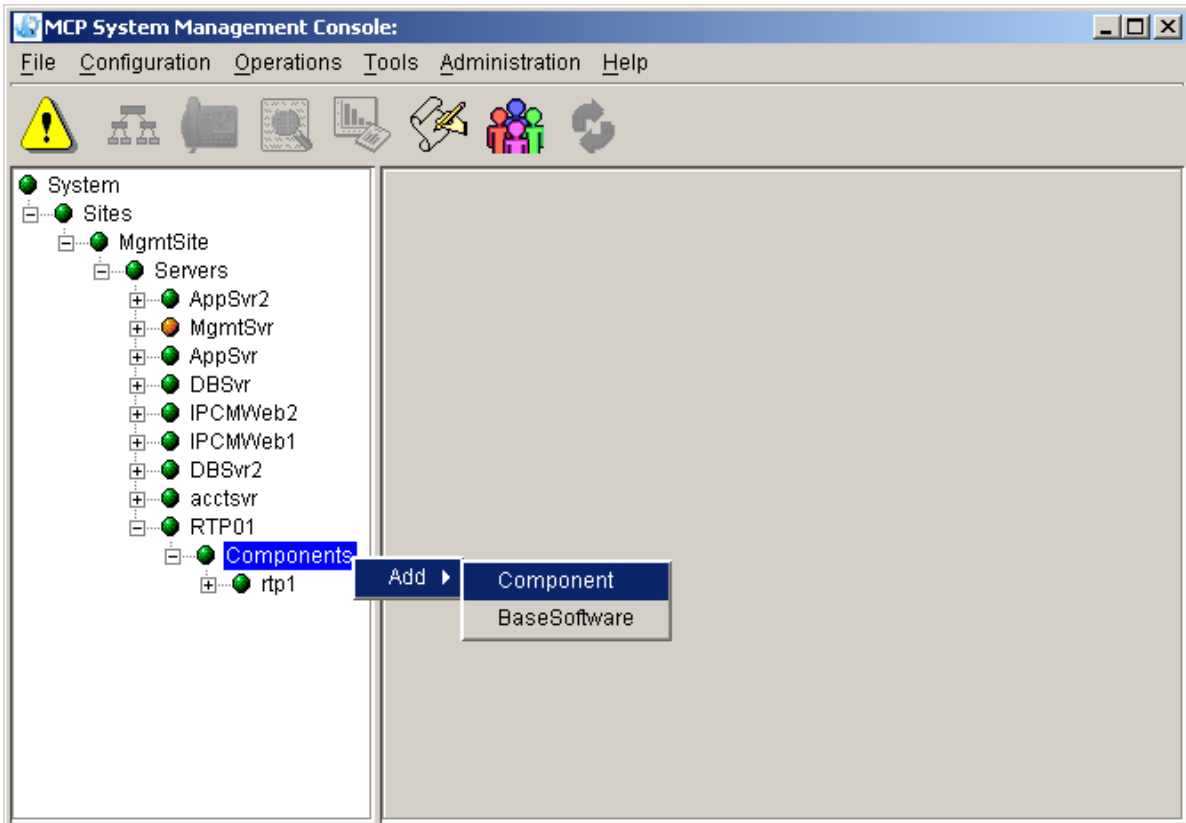 MCP System Management Console:
File Configuration Operations Tools Administration Help
System
Sites
MgmtSite
Servers
AppSvr2
MgmtSvr
AppSvr
DBSvr
IPCMWeb2
IPCMWeb1
DBSvr2
acctsvr
RTP01
Components
Add
Component
rtp1
BaseSoftware